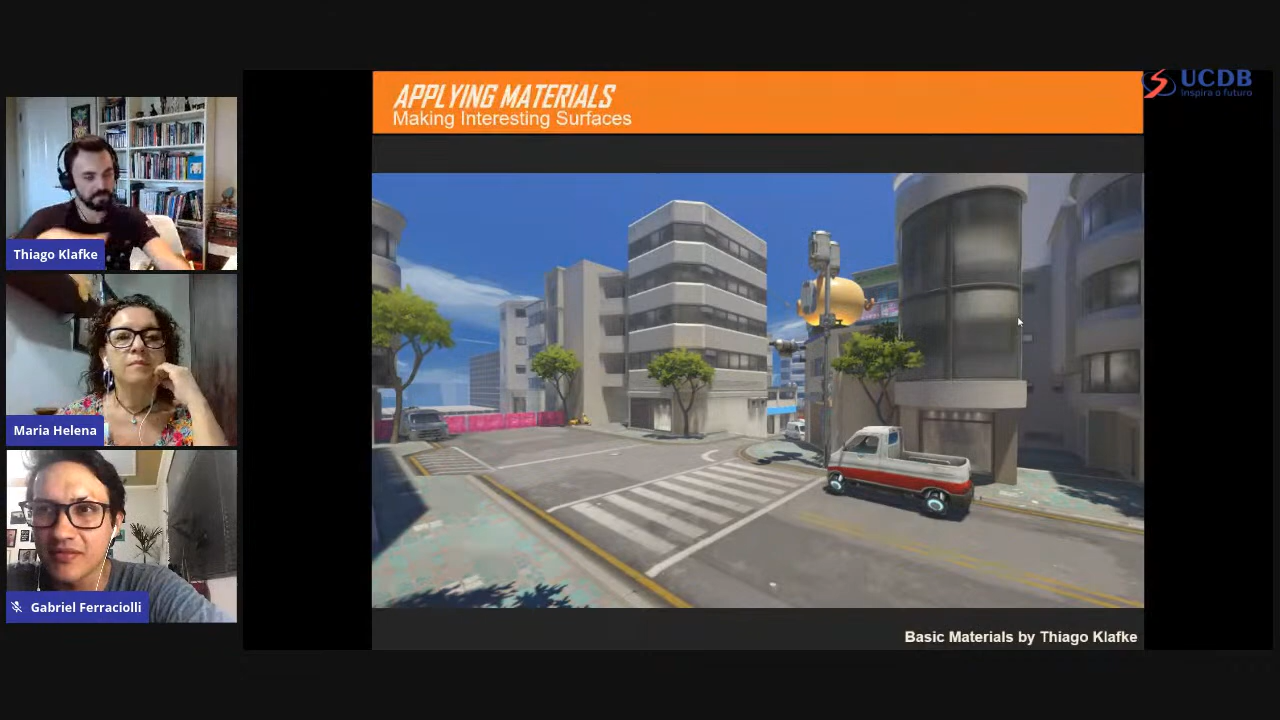 APPLYING MATERIALS
Making Interesting Surfaces
UCDB
Inspira o futuro
Thiago Klafke
Maria Helena
Gabriel Ferraciolli
Basic Materials by Thiago Klafke